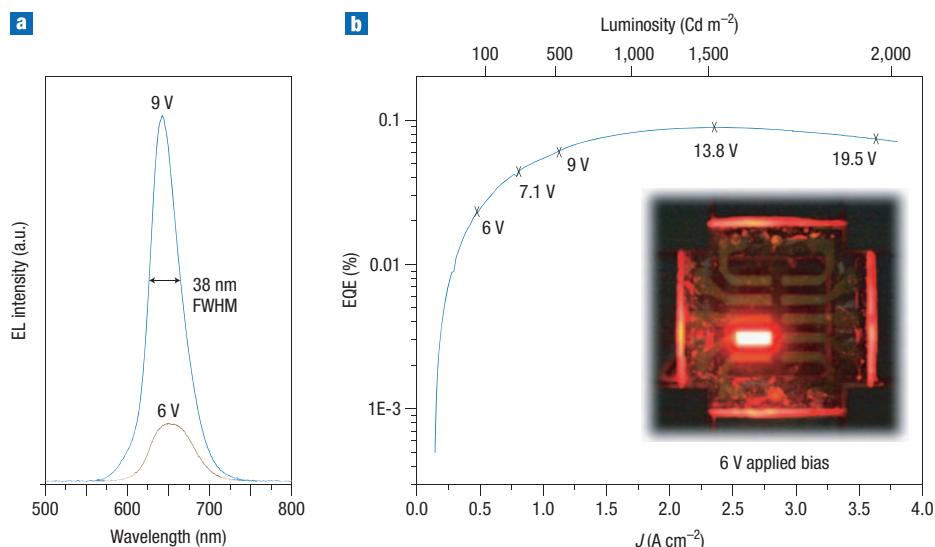 a
9 V
38 nm
FWHM
6 V
EL intensity (a.u.)
500 600 700 800
Wavelength (nm)
b
Luminosity (Cd m⁻²)
100 500 1,000 1,500 2,000
0.1
0.01
1E-3
EQE (%)
6 V
7.1 V
9 V
13.8 V
19.5 V
6 V applied bias
0.0 0.5 1.0 1.5 2.0 2.5 3.0 3.5 4.0
J (A cm⁻²)